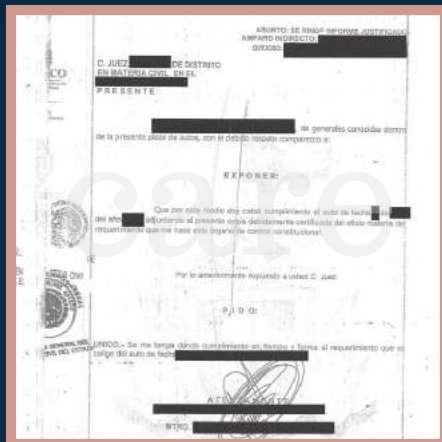 ASUNTO: SE RINDE INFORME JUSTIFICADO
AMPARO INDIRECTO:
QUEJOSO:
C. JUEZ DE DISTRITO
EN MATERIA CIVIL EN EL
PRESENTE
CO
, de generales conocidas dentro
de la presente pieza de autos, con el debido respeto comparezco a:
EXPONER:
caro
Que por este medio doy cabal cumplimiento al auto de fecha
del año adjuntando al presente copia debidamente certificada del oficio materia del
requerimiento que me hace este órgano de control constitucional.
Por lo anteriormente expuesto a usted C. Juez:
PIDO:
UNICO.- Se me tenga dando cumplimiento en tiempo y forma al requerimiento que se
colige del auto de fecha
MTRO.